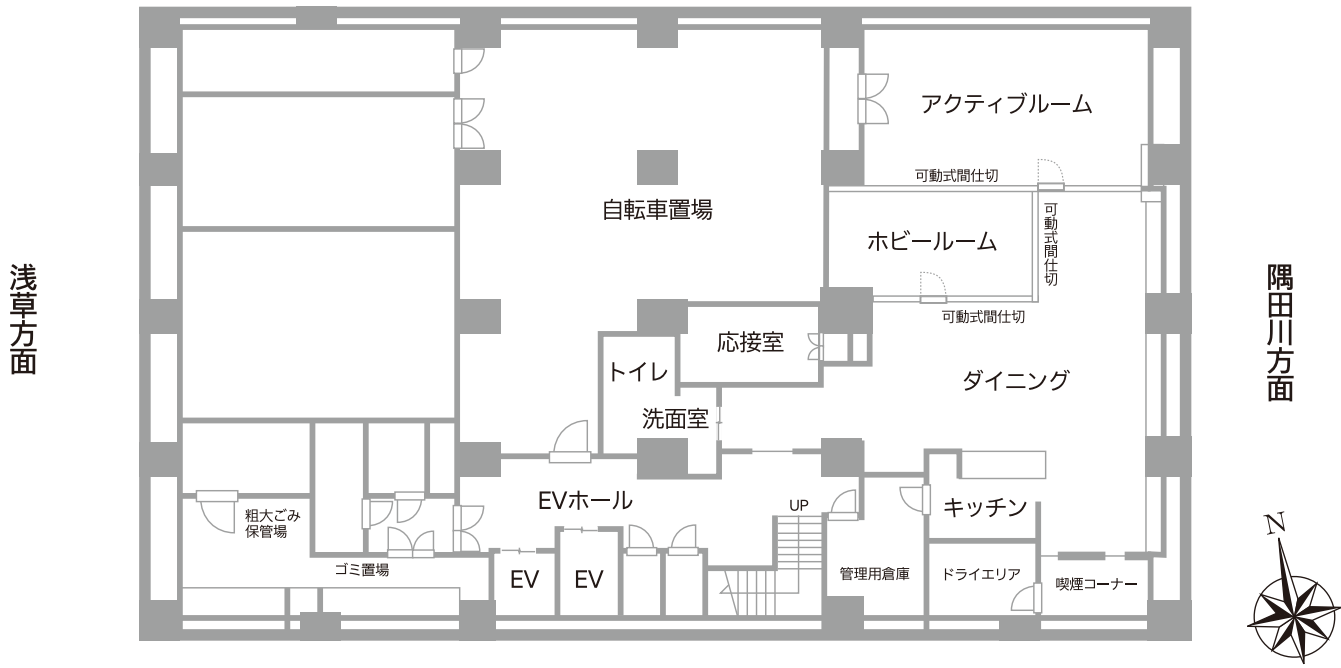 アクティブルーム
可動式間仕切
自転車置場
可動式間仕切
ホビールーム
浅草方面
隅田川方面
可動式間仕切
応接室
トイレ
ダイニング
洗面室
EVホール
UP
キッチン
粗大ごみ
保管場
ゴミ置場
EV
EV
管理用倉庫
ドライエリア
喫煙コーナー
N